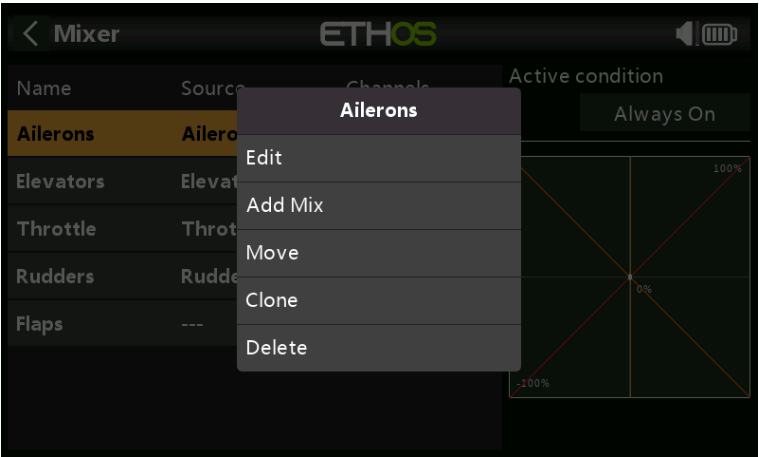 Mixer
ETHOS
Name Source Channels
Active condition
Always On
Ailerons Ailero
Elevators Elevat
Throttle Throt
Rudders Rudde
Flaps ---
Ailerons
Edit
Add Mix
Move
Clone
Delete
100%
0%
-100%